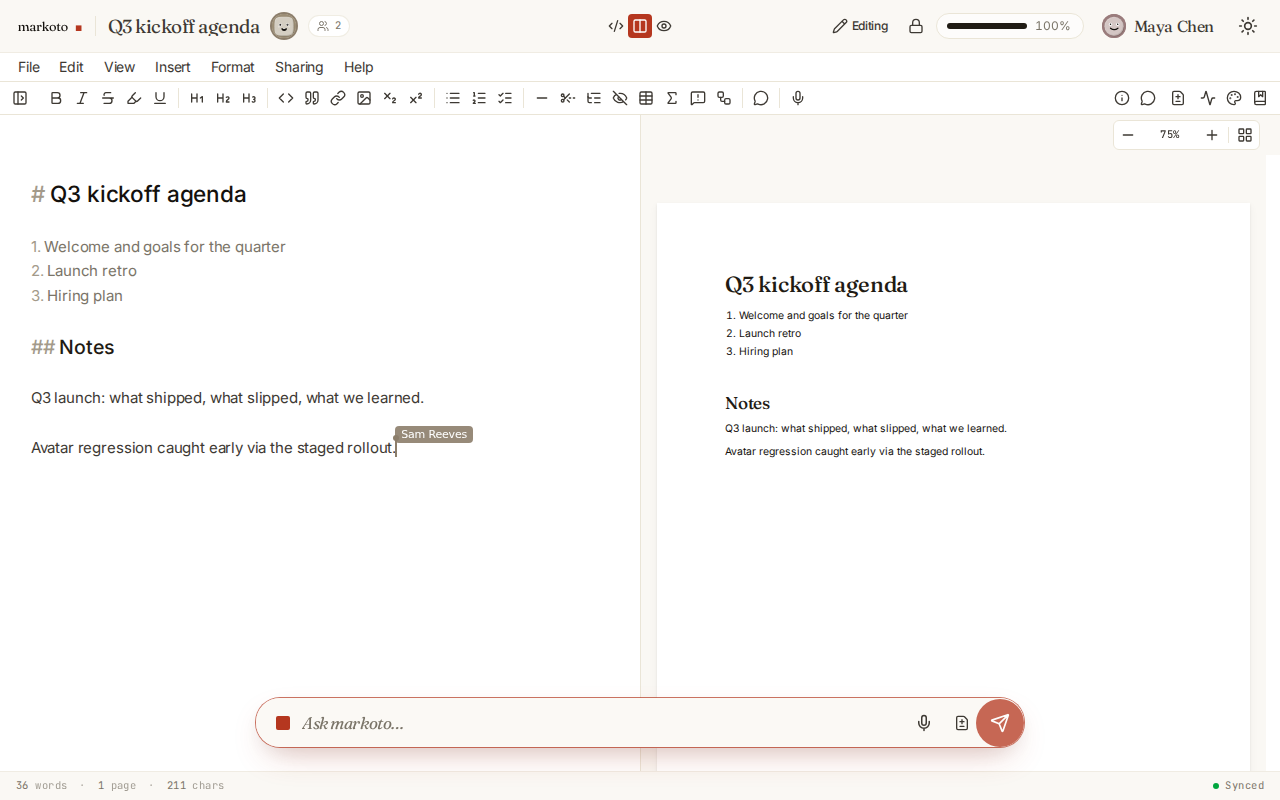 markoto
Q3 kickoff agenda
2
Editing
100%
Maya Chen
File Edit View Insert Format Sharing Help
B I S U H1 H2 H3 X2 x2
75%
# Q3 kickoff agenda
1. Welcome and goals for the quarter
2. Launch retro
3. Hiring plan
## Notes
Q3 launch: what shipped, what slipped, what we learned.
Sam Reeves
Avatar regression caught early via the staged rollout.
Q3 kickoff agenda
1. Welcome and goals for the quarter
2. Launch retro
3. Hiring plan
Notes
Q3 launch: what shipped, what slipped, what we learned.
Avatar regression caught early via the staged rollout.
Ask markoto...
36 words · 1 page · 211 chars
Synced